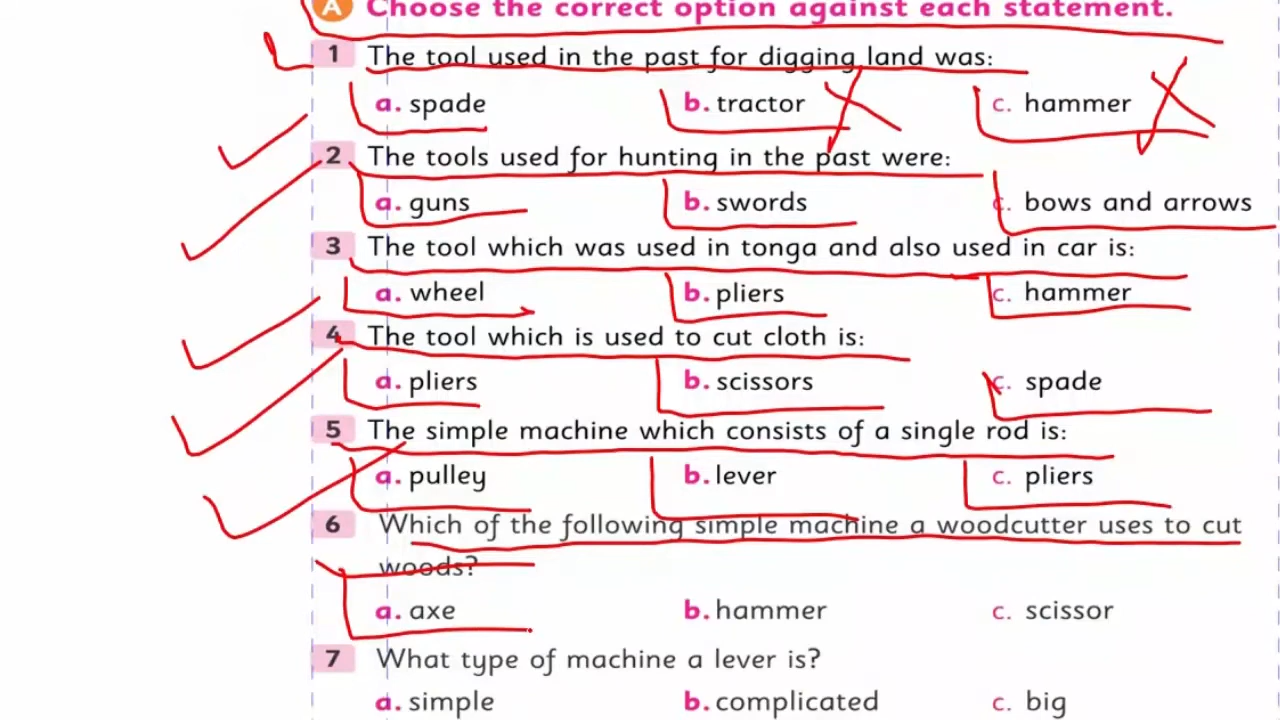 A Choose the correct option against each statement.
1 The tool used in the past for digging land was:
a. spade b. tractor c. hammer
2 The tools used for hunting in the past were:
a. guns b. swords c. bows and arrows
3 The tool which was used in tonga and also used in car is:
a. wheel b. pliers c. hammer
4 The tool which is used to cut cloth is:
a. pliers b. scissors c. spade
5 The simple machine which consists of a single rod is:
a. pulley b. lever c. pliers
6 Which of the following simple machine a woodcutter uses to cut
woods?
a. axe b. hammer c. scissor
7 What type of machine a lever is?
a. simple b. complicated c. big